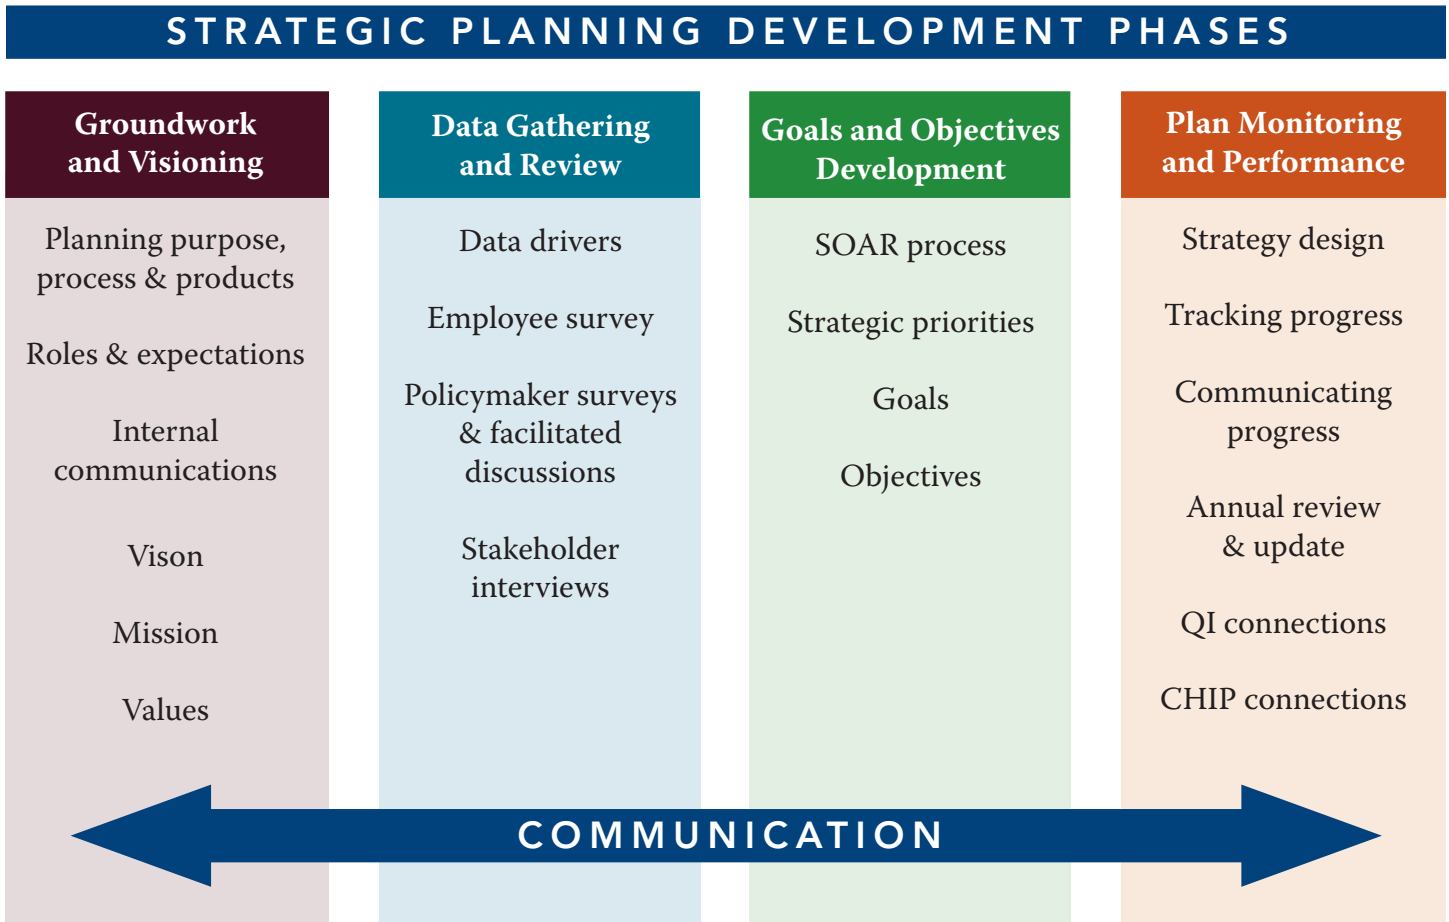 STRATEGIC PLANNING DEVELOPMENT PHASES
Groundwork
and Visioning
Planning purpose,
process & products
Roles & expectations
Internal
communications
Vison
Mission
Values
Data Gathering
and Review
Data drivers
Employee survey
Policymaker surveys
& facilitated
discussions
Stakeholder
interviews
Goals and Objectives
Development
SOAR process
Strategic priorities
Goals
Objectives
Plan Monitoring
and Performance
Strategy design
Tracking progress
Communicating
progress
Annual review
& update
QI connections
CHIP connections
COMMUNICATION